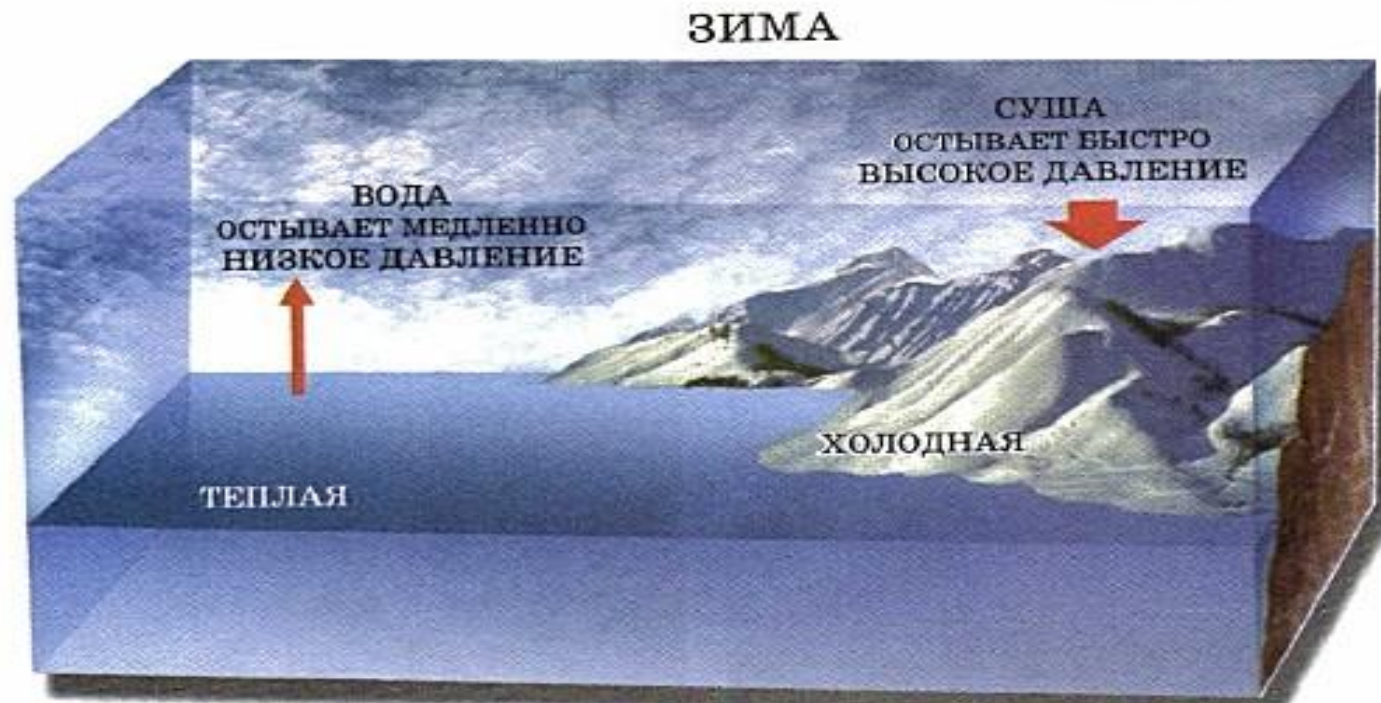 ЗИМА
СУША
ОСТЫВАЕТ БЫСТРО
ВЫСОКОЕ ДАВЛЕНИЕ
ВОДА
ОСТЫВАЕТ МЕДЛЕННО
НИЗКОЕ ДАВЛЕНИЕ
ХОЛОДНАЯ
ТЕПЛАЯ